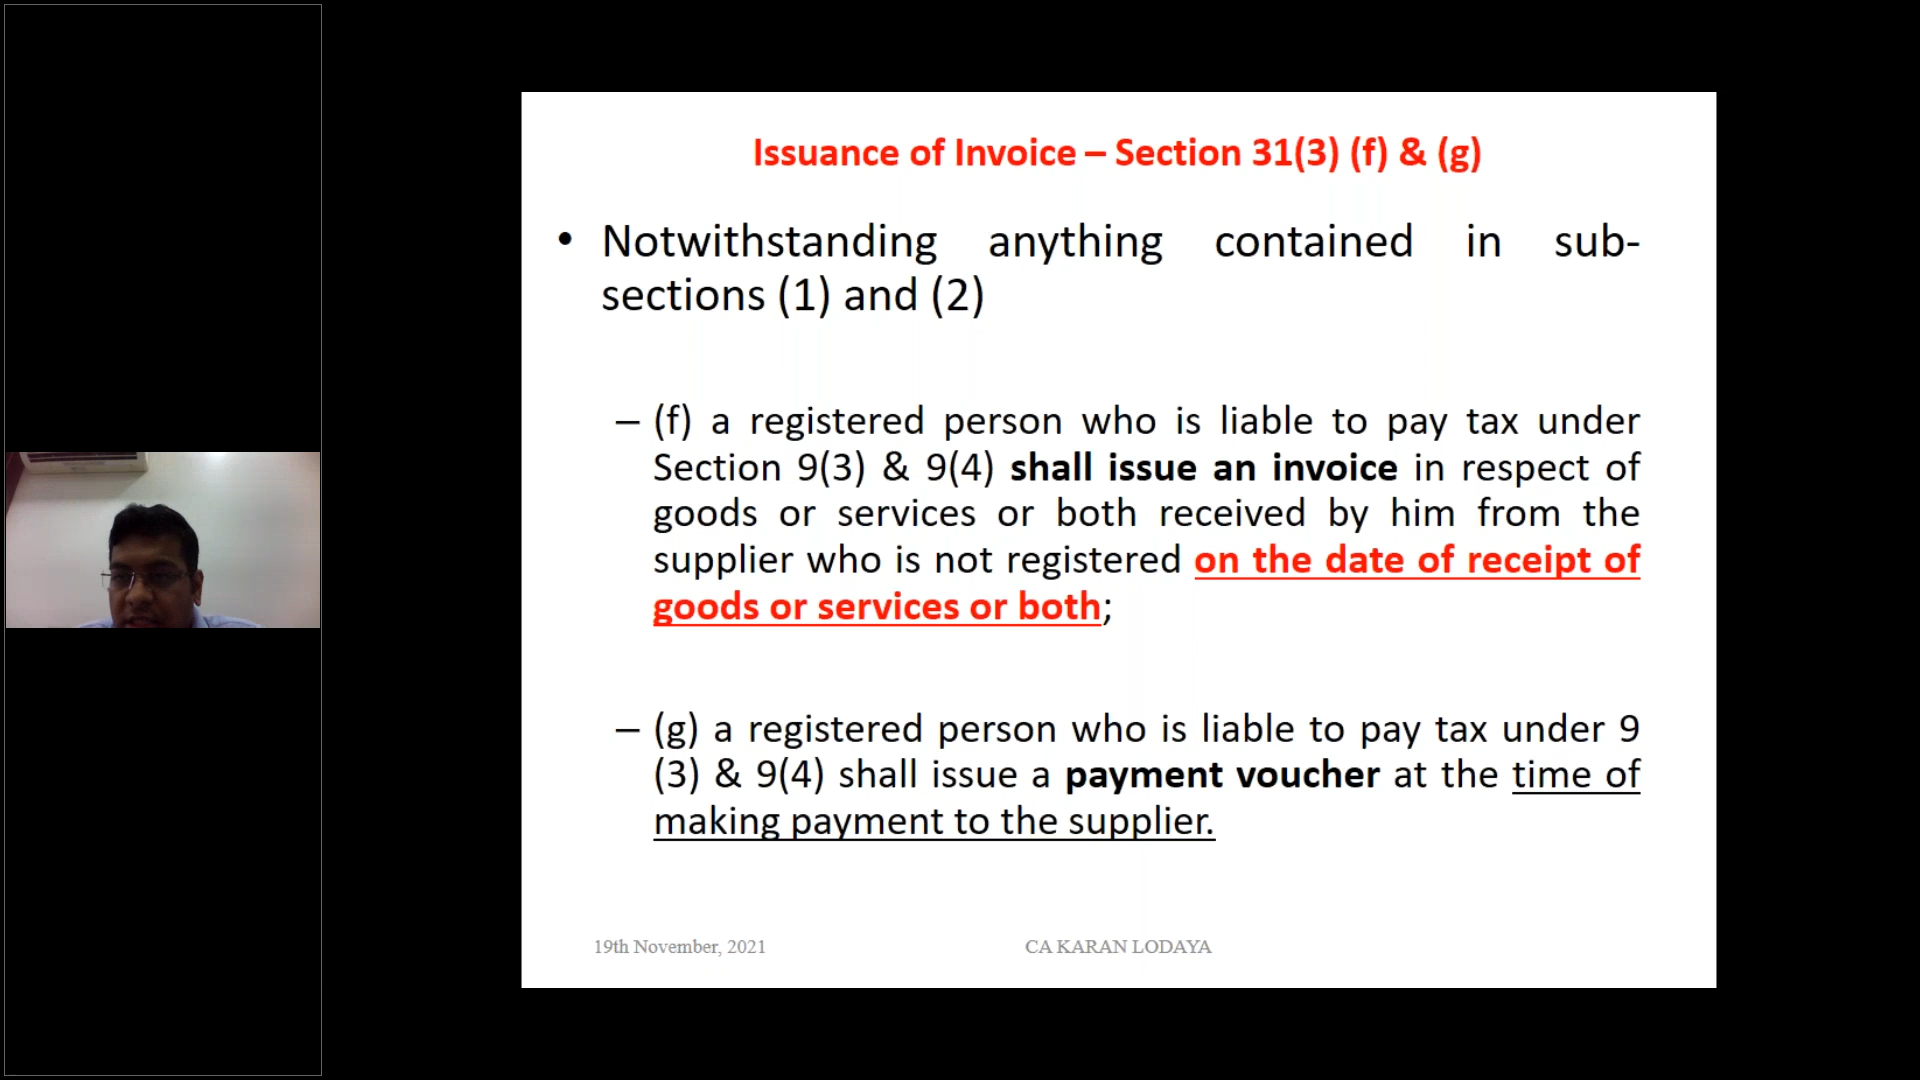 Issuance of Invoice – Section 31(3) (f) & (g)
• Notwithstanding anything contained in sub-
sections (1) and (2)
– (f) a registered person who is liable to pay tax under
Section 9(3) & 9(4) shall issue an invoice in respect of
goods or services or both received by him from the
supplier who is not registered on the date of receipt of
goods or services or both;
– (g) a registered person who is liable to pay tax under 9
(3) & 9(4) shall issue a payment voucher at the time of
making payment to the supplier.
19th November, 2021
CA KARAN LODAYA